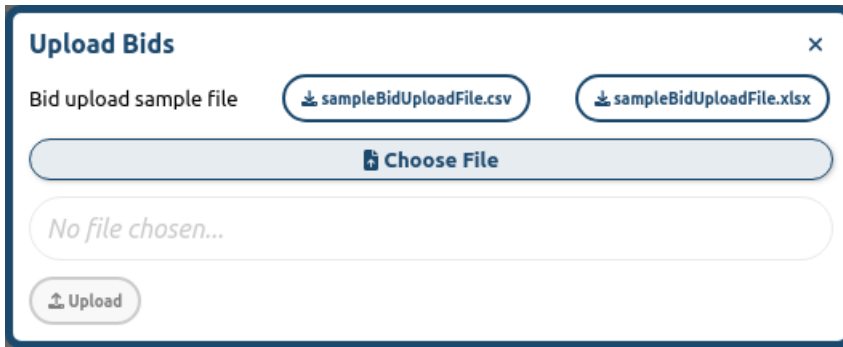 Upload Bids ×
Bid upload sample file sampleBidUploadFile.csv sampleBidUploadFile.xlsx
Choose File
No file chosen...
Upload